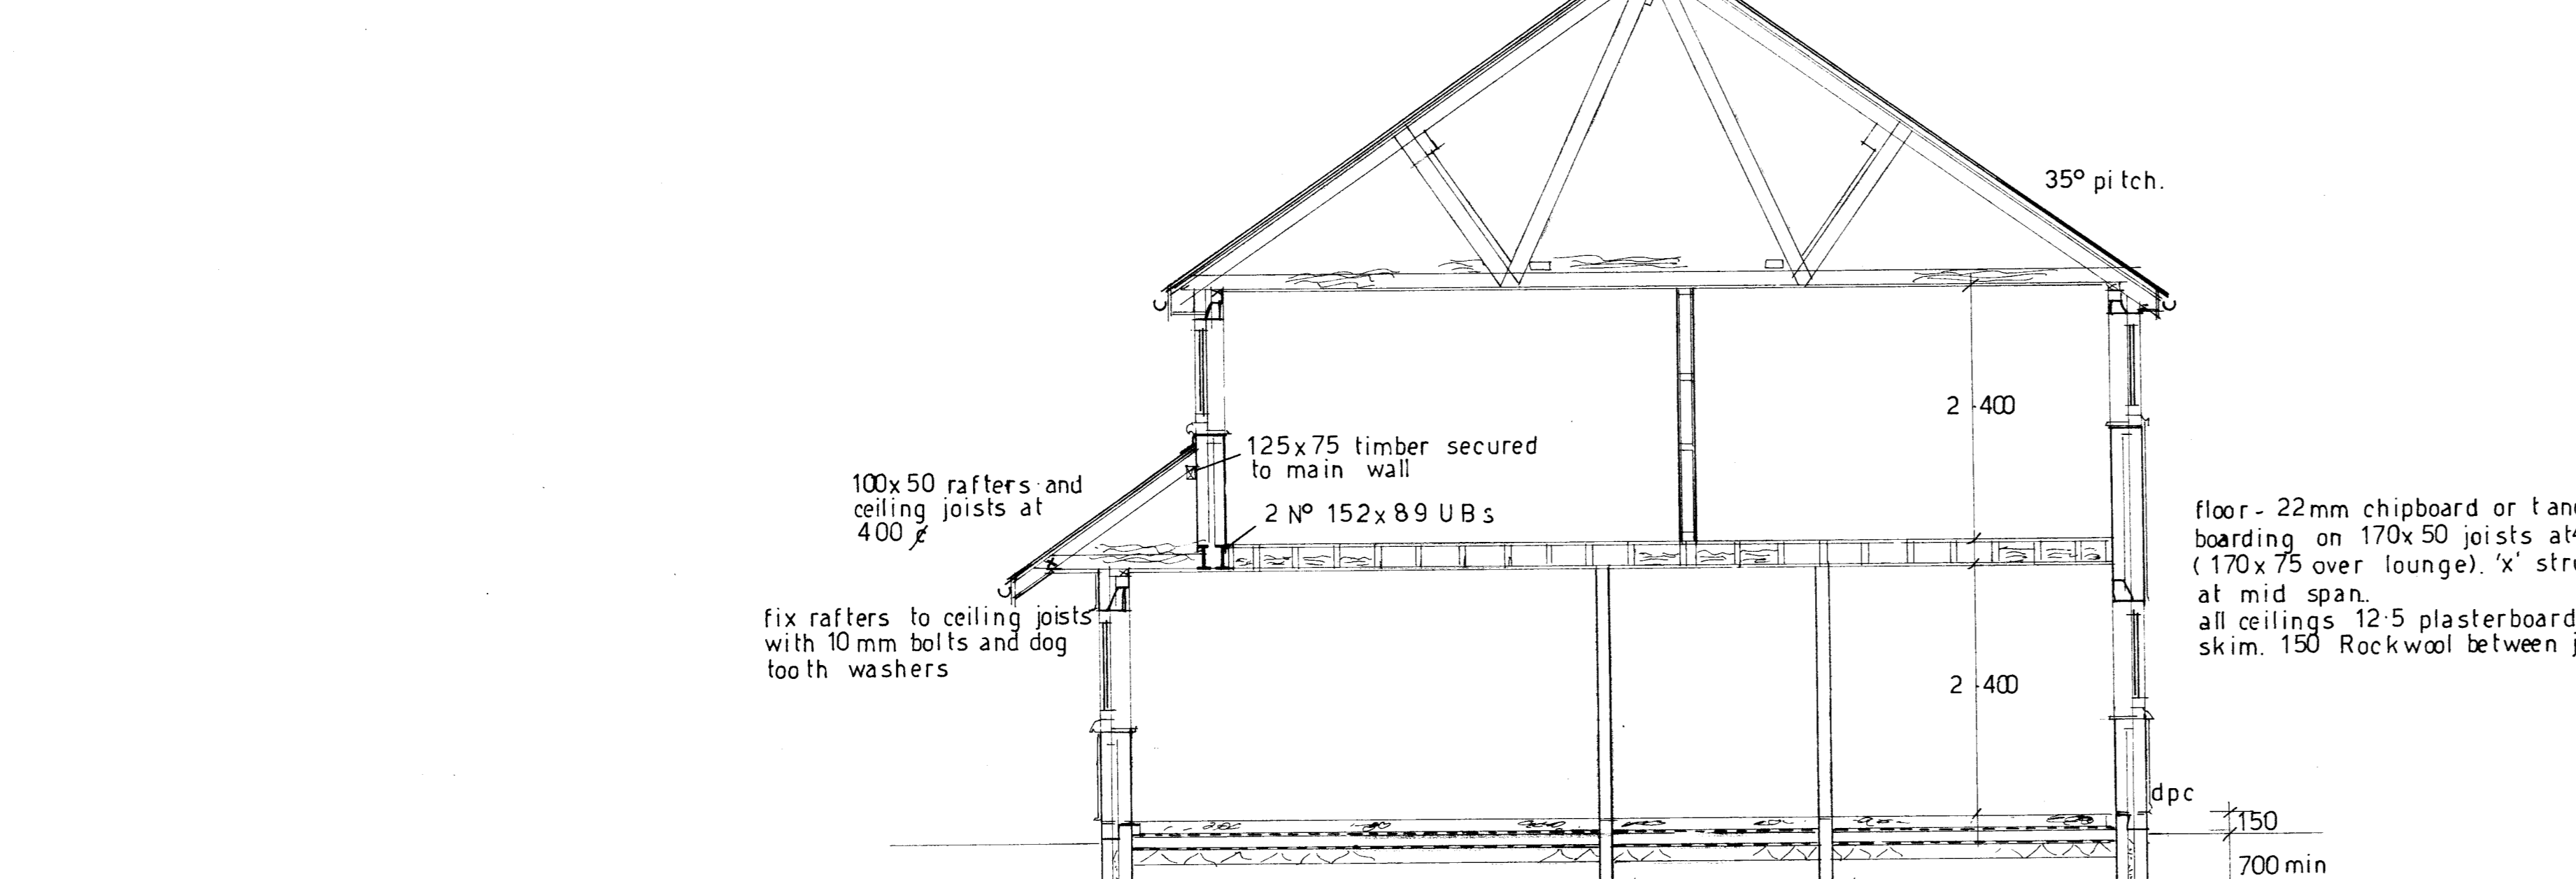 35° pitch.
2·400
125x75 timber secured
to main wall
100x50 rafters and
ceiling joists at
400 ¢
2 Nº 152x89 UBs
floor- 22mm chipboard or
boarding on 170x50 joists
(170x75 over lounge). 'x'
at mid span.
all ceilings 12·5 plasterboard
skim. 150 Rockwool between
fix rafters to ceiling joists
with 10mm bolts and dog
tooth washers
2·400
dpc
150
700 min